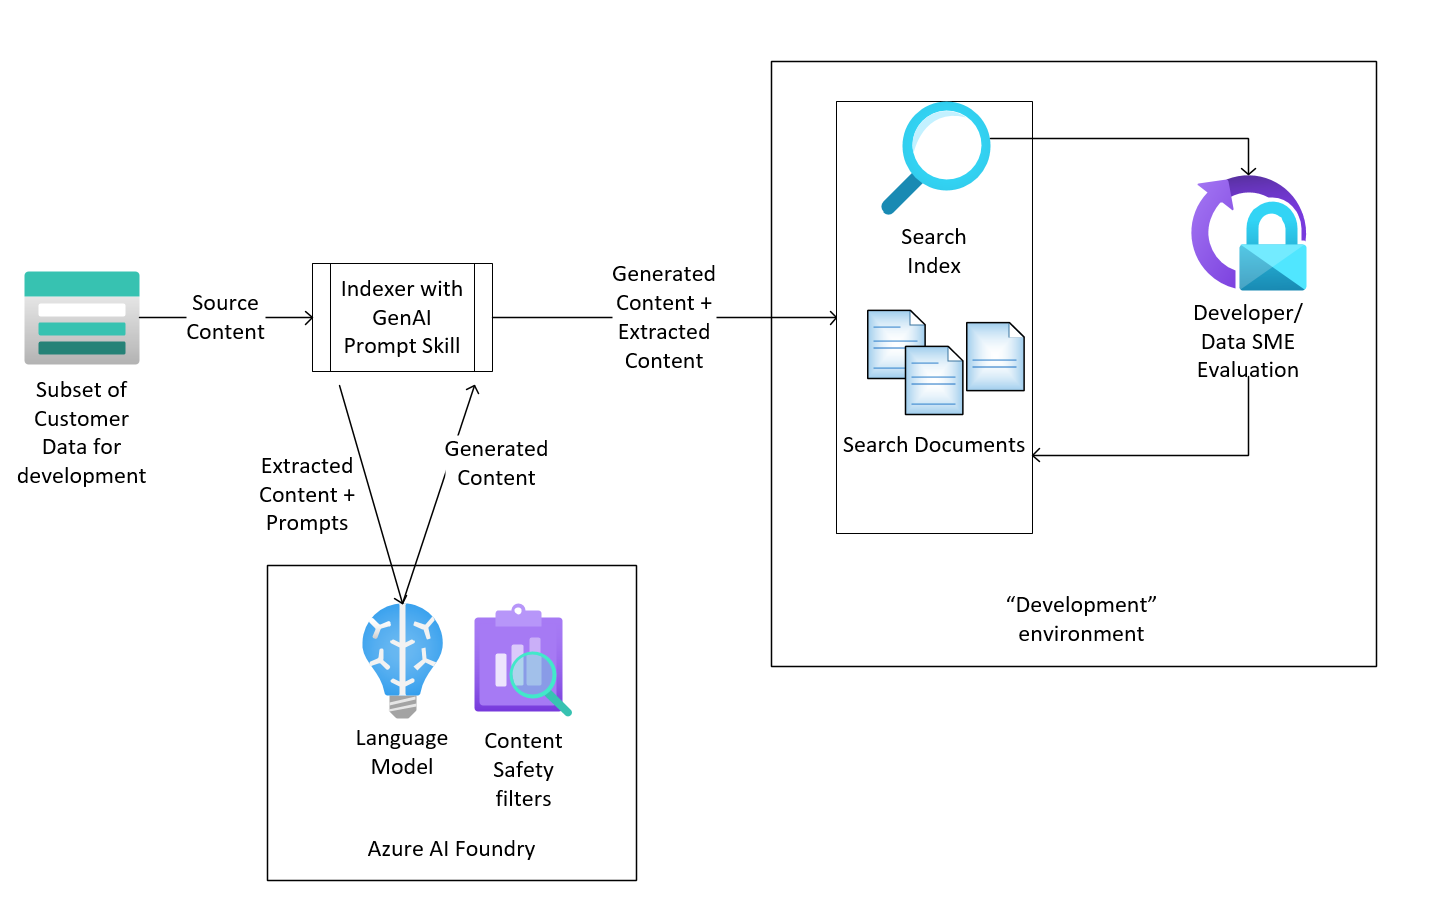 Subset of
Customer
Data for
development
Source
Content
Indexer with
GenAI
Prompt Skill
Extracted
Content +
Prompts
Generated
Content
Language
Model
Content
Safety
filters
Azure AI Foundry
Generated
Content +
Extracted
Content
Search
Index
Search Documents
Developer/
Data SME
Evaluation
“Development”
environment